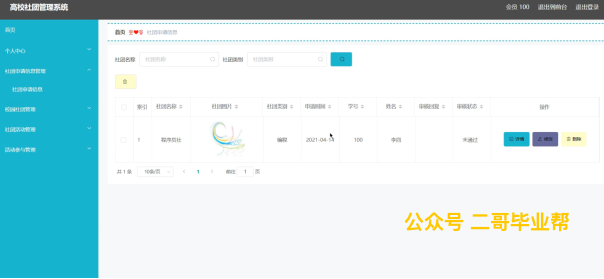 高校社团管理系统
会员 100 退出到前台 退出登录
首页
个人中心
社团申请信息管理
社团申请信息
校园社团管理
社团活动管理
活动参与管理
首页 社团申请信息
社团名称 社团名称 社团类别 社团类别
索引 社团名称 社团图片 社团类别 申请时间 学号 姓名 审核回复 审核状态 操作
1 程序员社 编程 2021-04-14 100 李四 未通过 详情 修改 删除
共 1 条 10条/页 1 前往 1 页
公众号 二哥毕业帮